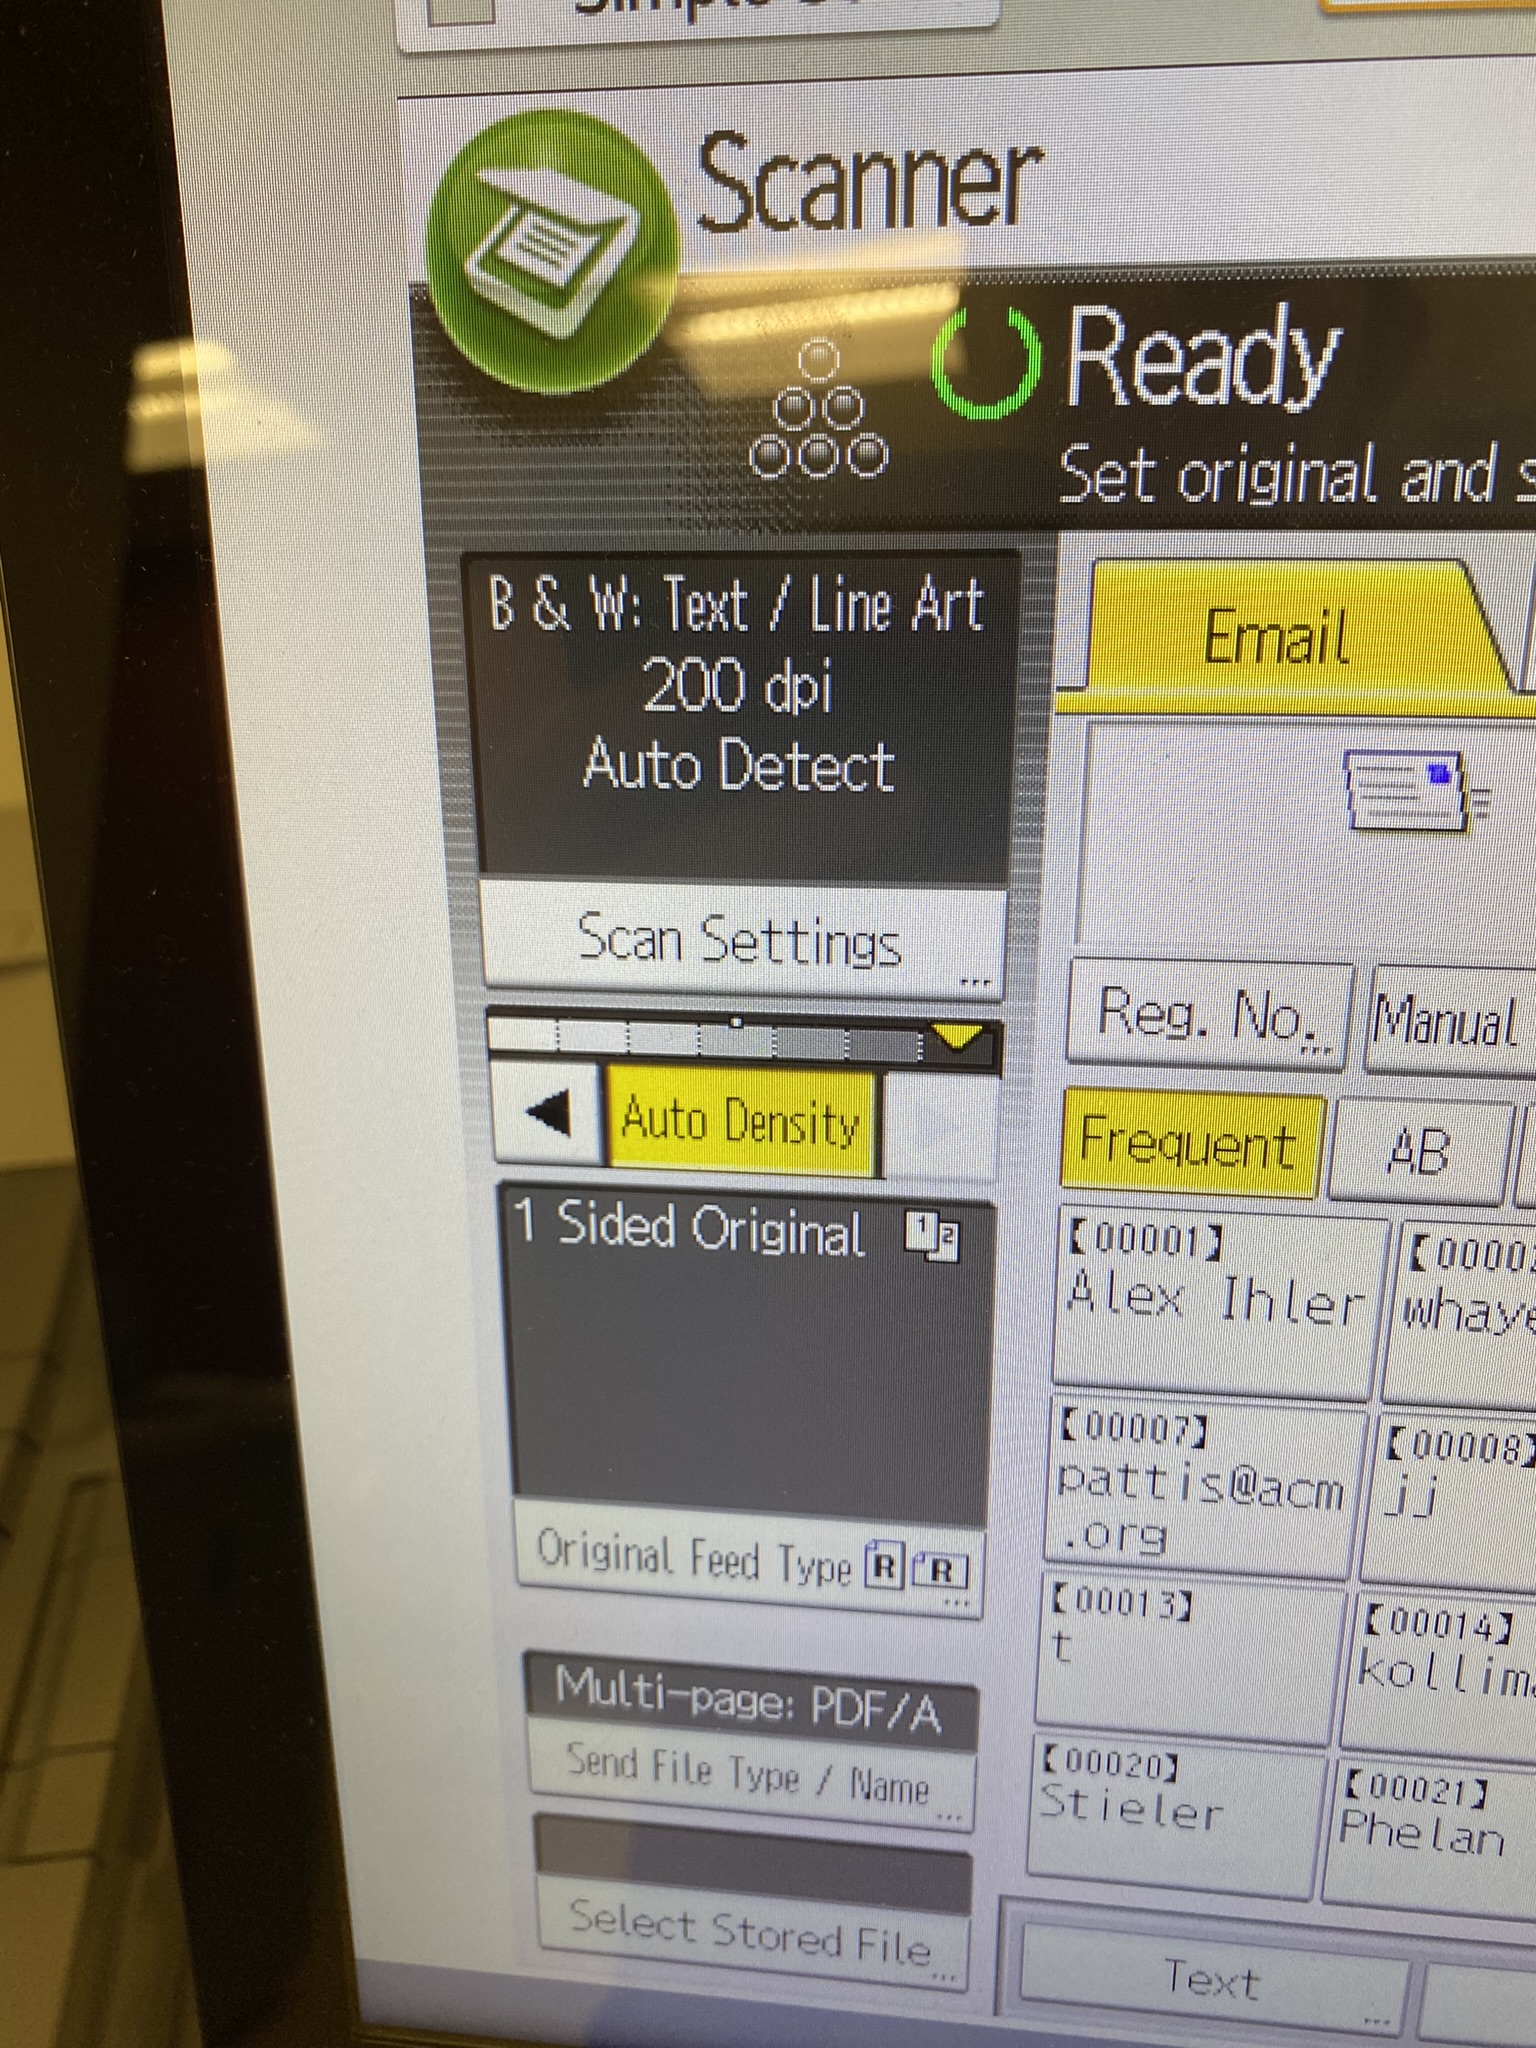 Scanner
Ready
Set original and
B & W: Text / Line Art
200 dpi
Auto Detect
Scan Settings
...
Auto Density
1 Sided Original
1 2
Original Feed Type R R
...
Multi-page: PDF/A
Send File Type / Name
...
Select Stored File
...
Email
Reg. No.
...
Manual
Frequent
AB
【00001】
Alex Ihler
whaye
【00007】
pattis@acm
.org
【00008】
jj
【00013】
t
【00014】
kollim
【00020】
Stieler
【00021】
Phelan
Text
...